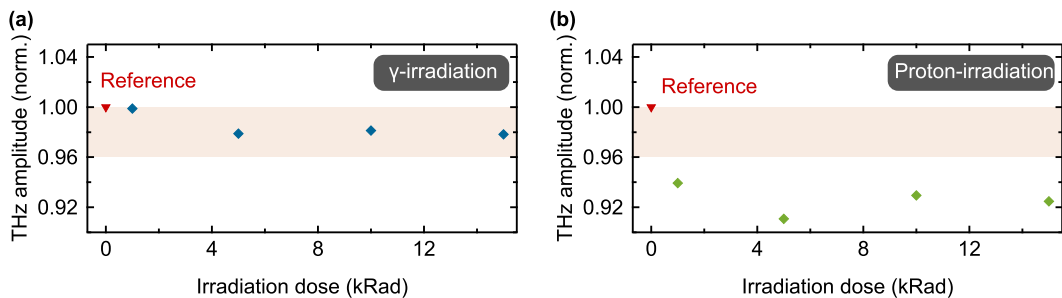 (a)
THz amplitude (norm.)
1.04
1.00
0.96
0.92
Reference
γ-irradiation
0 4 8 12
Irradiation dose (kRad)
(b)
THz amplitude (norm.)
1.04
1.00
0.96
0.92
Reference
Proton-irradiation
0 4 8 12
Irradiation dose (kRad)